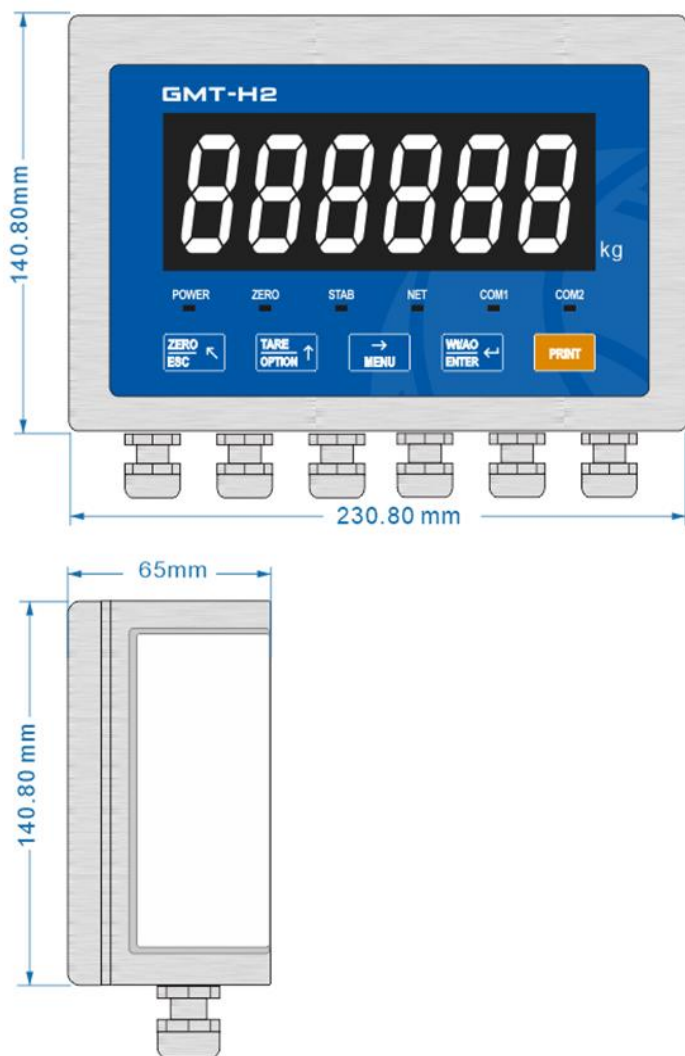 GMT-H2
888888
kg
POWER ZERO STAB NET COM1 COM2
ZERO TARE → Wt/AO PRINT
ESC ↖ OPTION ↑ MENU ENTER ↵
140.80mm
230.80 mm
65mm
140.80 mm